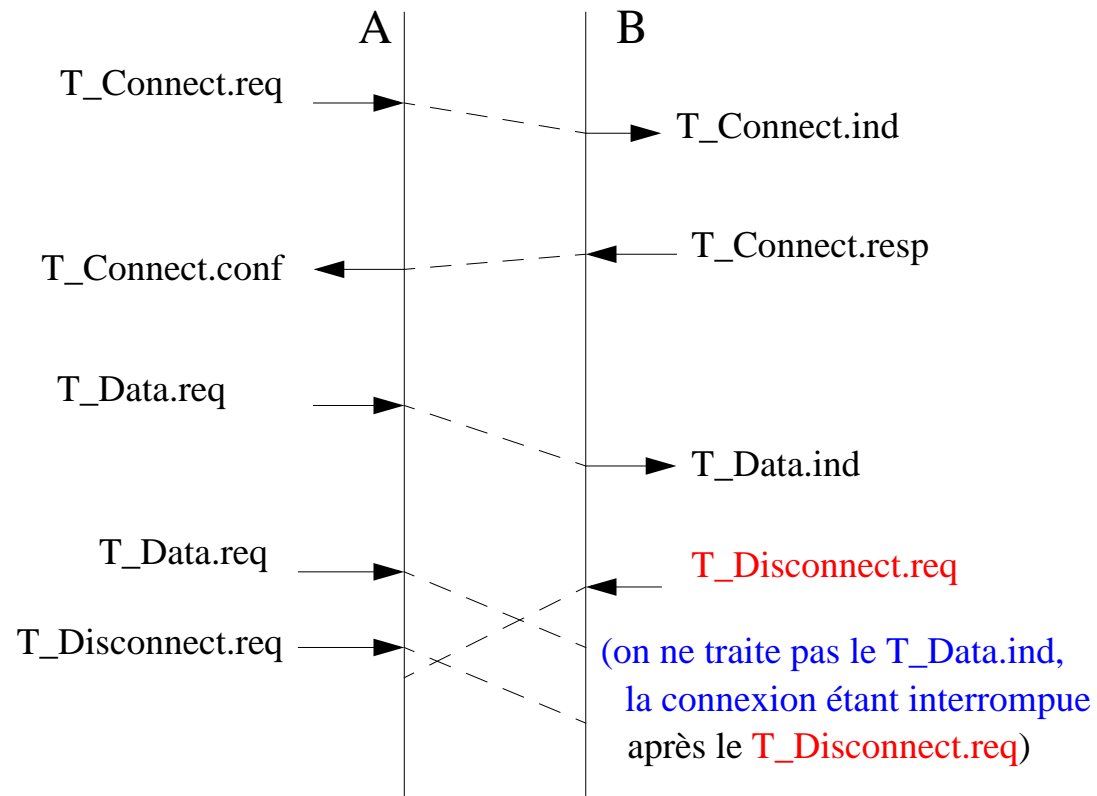 A
B
T_Connect.req
T_Connect.ind
T_Connect.resp
T_Connect.conf
T_Data.req
T_Data.ind
T_Data.req
T_Disconnect.req
T_Disconnect.req
(on ne traite pas le T_Data.ind,
la connexion étant interrompue
après le T_Disconnect.req)